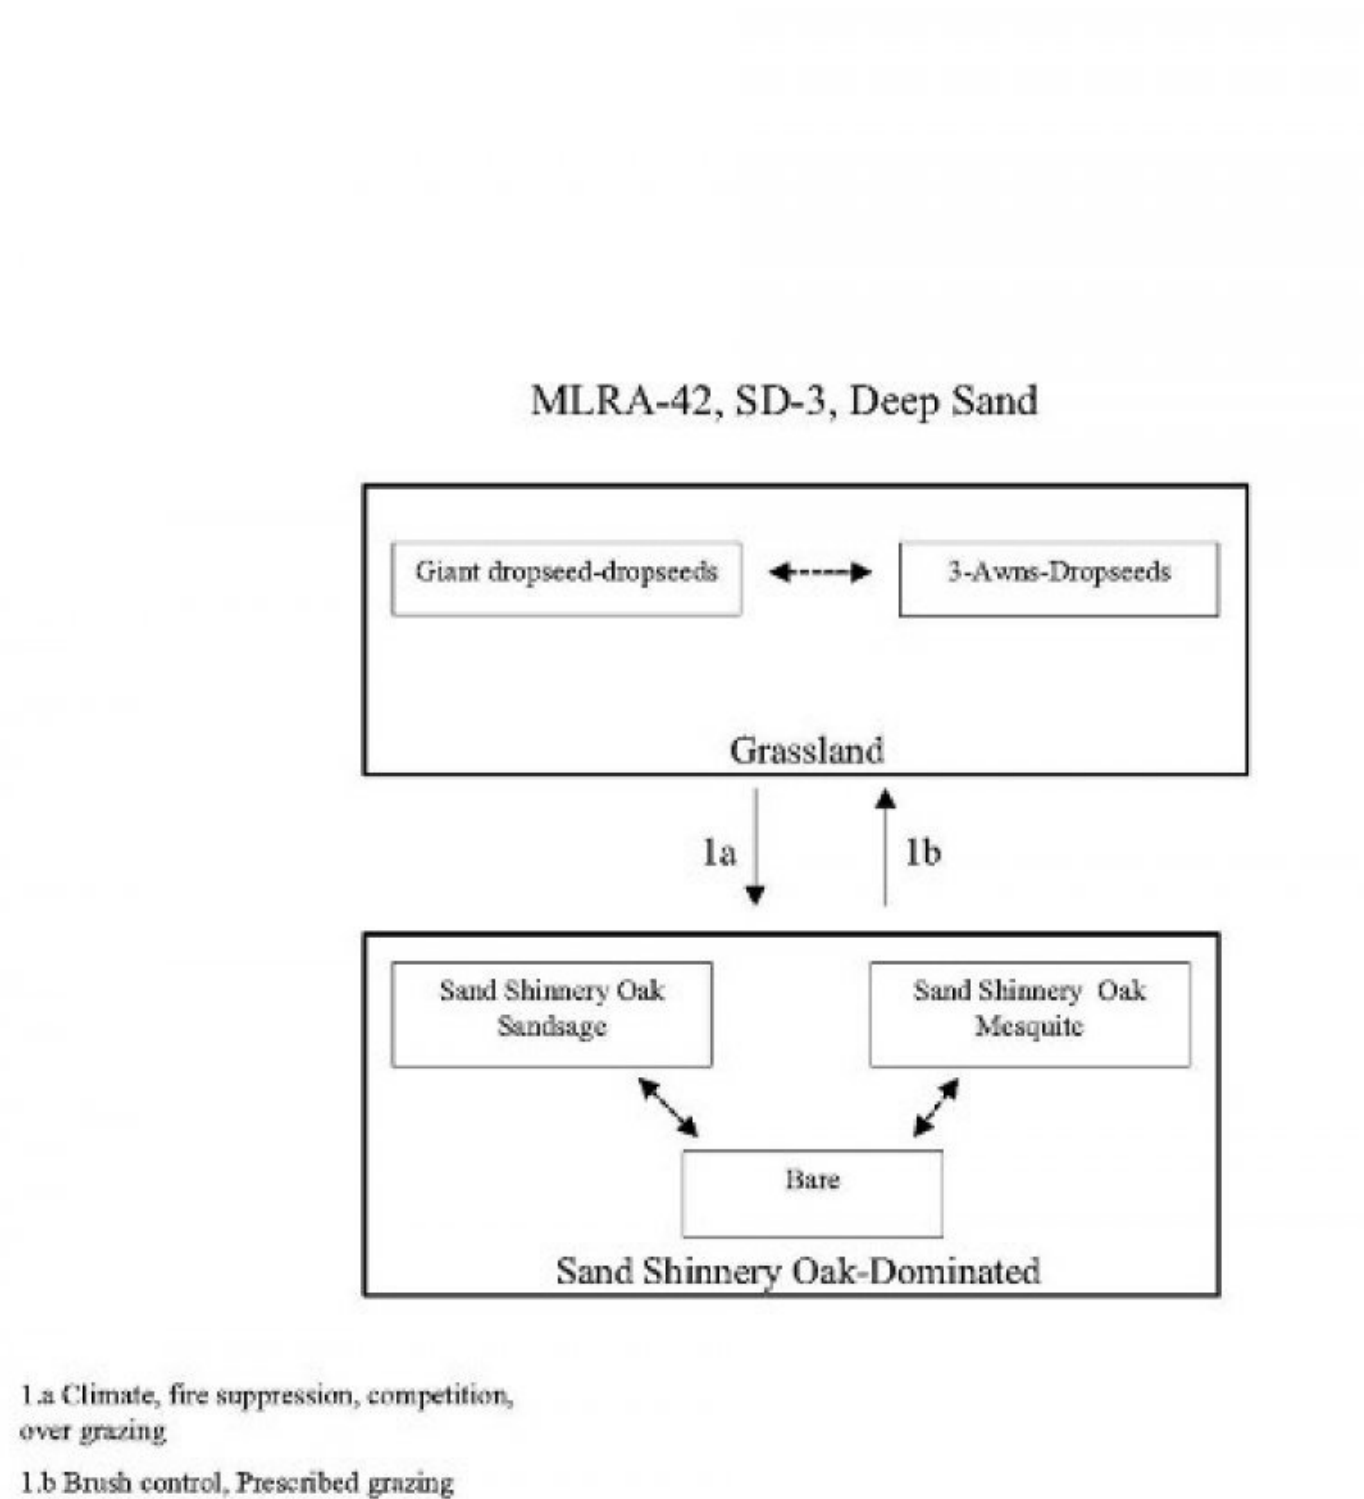 MLRA-42, SD-3, Deep Sand
Giant dropseed-dropseeds
3-Awns-Dropseeds
Grassland
1a
1b
Sand Shinnery Oak
Sandsage
Sand Shinnery Oak
Mesquite
Bare
Sand Shinnery Oak-Dominated
1.a Climate, fire suppression, competition,
over grazing
1.b Brush control, Prescribed grazing